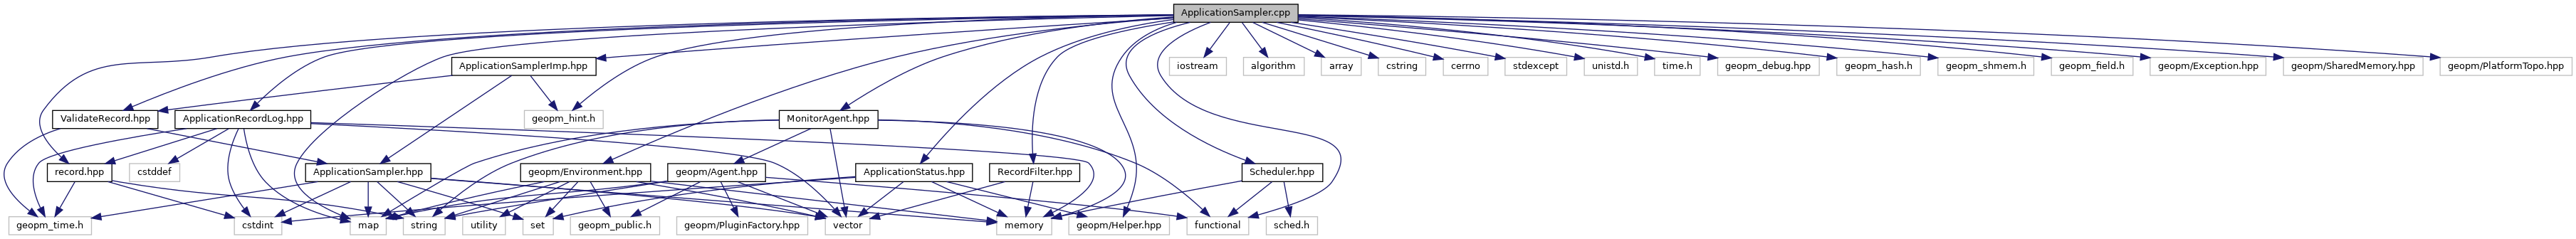 ApplicationSampler.cpp
ApplicationSamplerImp.hpp
iostream
algorithm
array
cstring
cerrno
stdexcept
unistd.h
time.h
geopm_debug.hpp
geopm_hash.h
geopm_shmem.h
geopm_field.h
geopm/Exception.hpp
geopm/SharedMemory.hpp
geopm/PlatformTopo.hpp
ValidateRecord.hpp
ApplicationRecordLog.hpp
geopm_hint.h
MonitorAgent.hpp
record.hpp
cstddef
ApplicationSampler.hpp
geopm/Environment.hpp
geopm/Agent.hpp
ApplicationStatus.hpp
RecordFilter.hpp
Scheduler.hpp
geopm_time.h
cstdint
map
string
utility
set
geopm_public.h
geopm/PluginFactory.hpp
vector
memory
geopm/Helper.hpp
functional
sched.h